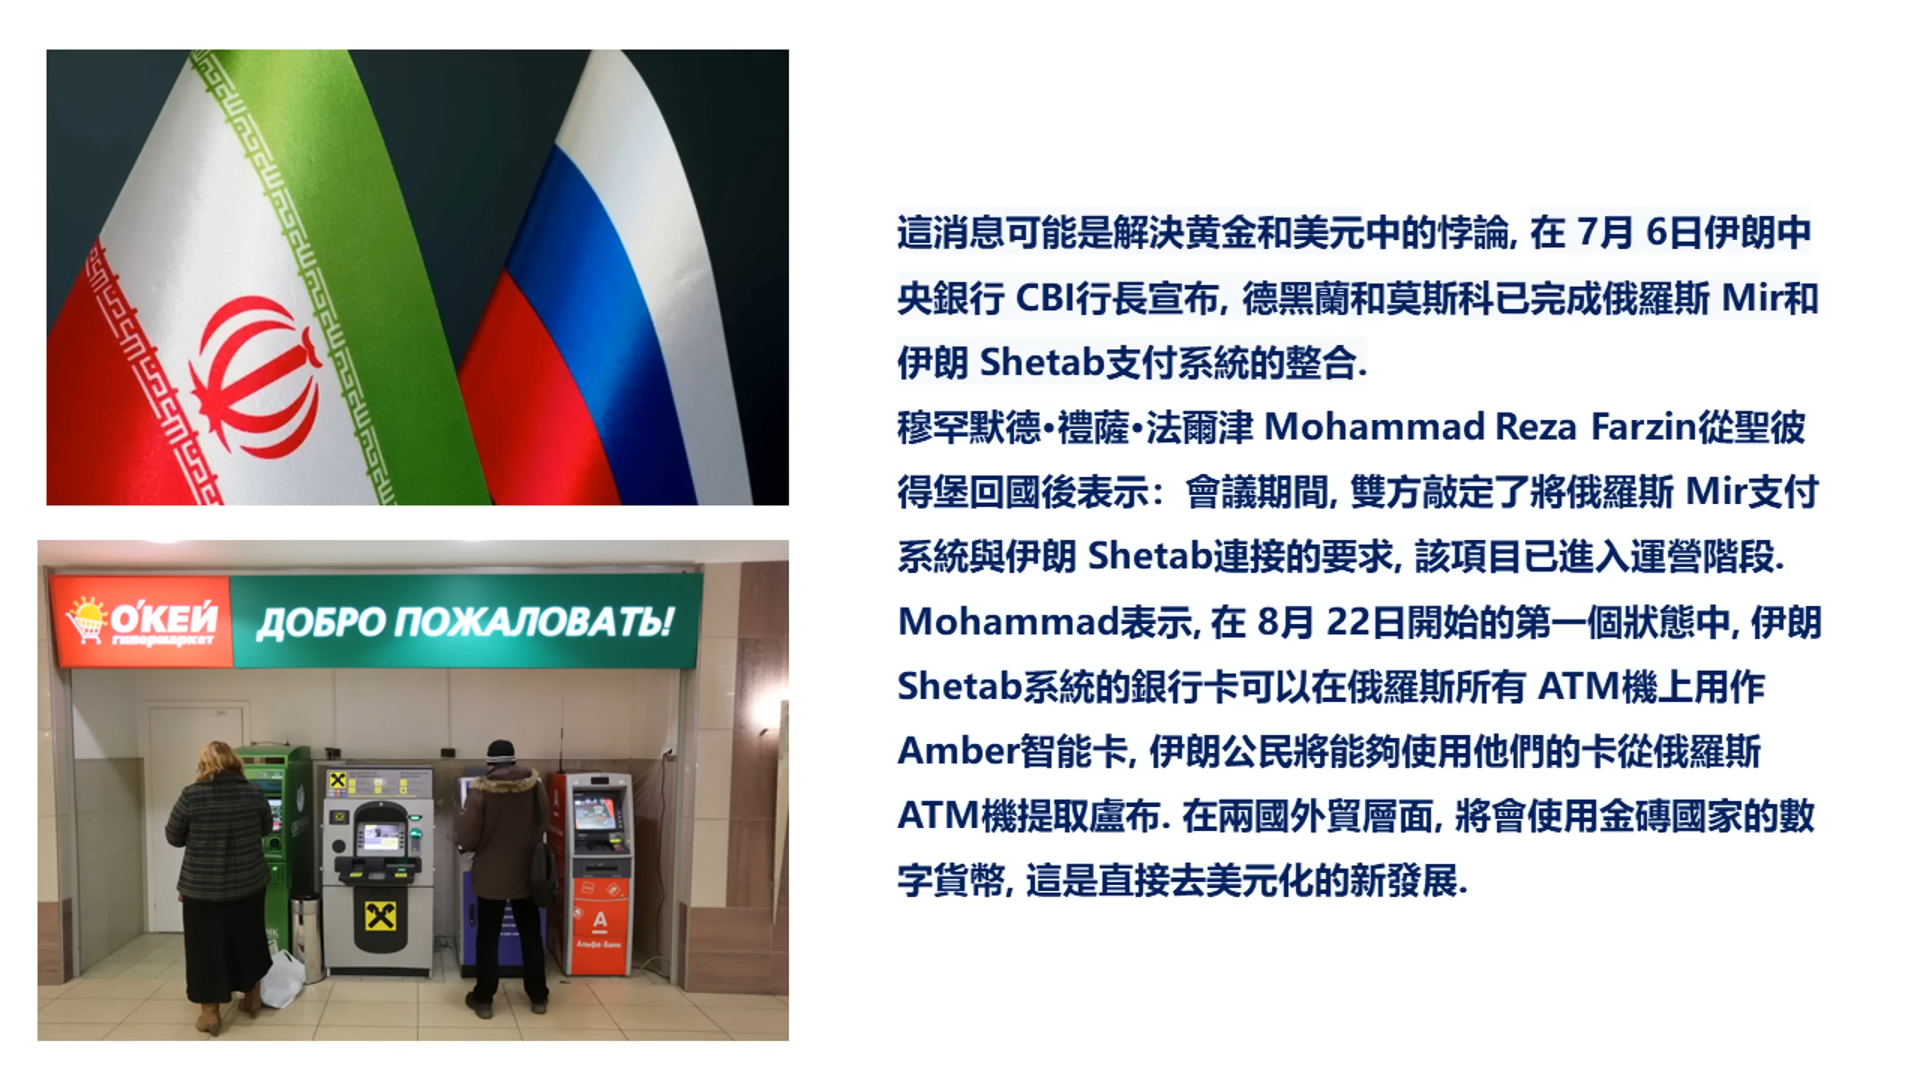 這消息可能是解決黄金和美元中的悖論, 在 7月 6日伊朗中
央銀行 CBI行長宣布, 德黑蘭和莫斯科已完成俄羅斯 Mir和
伊朗 Shetab支付系統的整合.
穆罕默德•禮薩•法爾津 Mohammad Reza Farzin從聖彼
得堡回國後表示：會議期間, 雙方敲定了將俄羅斯 Mir支付
系統與伊朗 Shetab連接的要求, 該項目已進入運營階段.
Mohammad表示, 在 8月 22日開始的第一個狀態中, 伊朗
Shetab系統的銀行卡可以在俄羅斯所有 ATM機上用作
Amber智能卡, 伊朗公民將能夠使用他們的卡從俄羅斯
ATM機提取盧布. 在兩國外貿層面, 將會使用金磚國家的數
字貨幣, 這是直接去美元化的新發展.
О'КЕЙ
гипермаркет
ДОБРО ПОЖАЛОВАТЬ!
А
Альфа-Банк